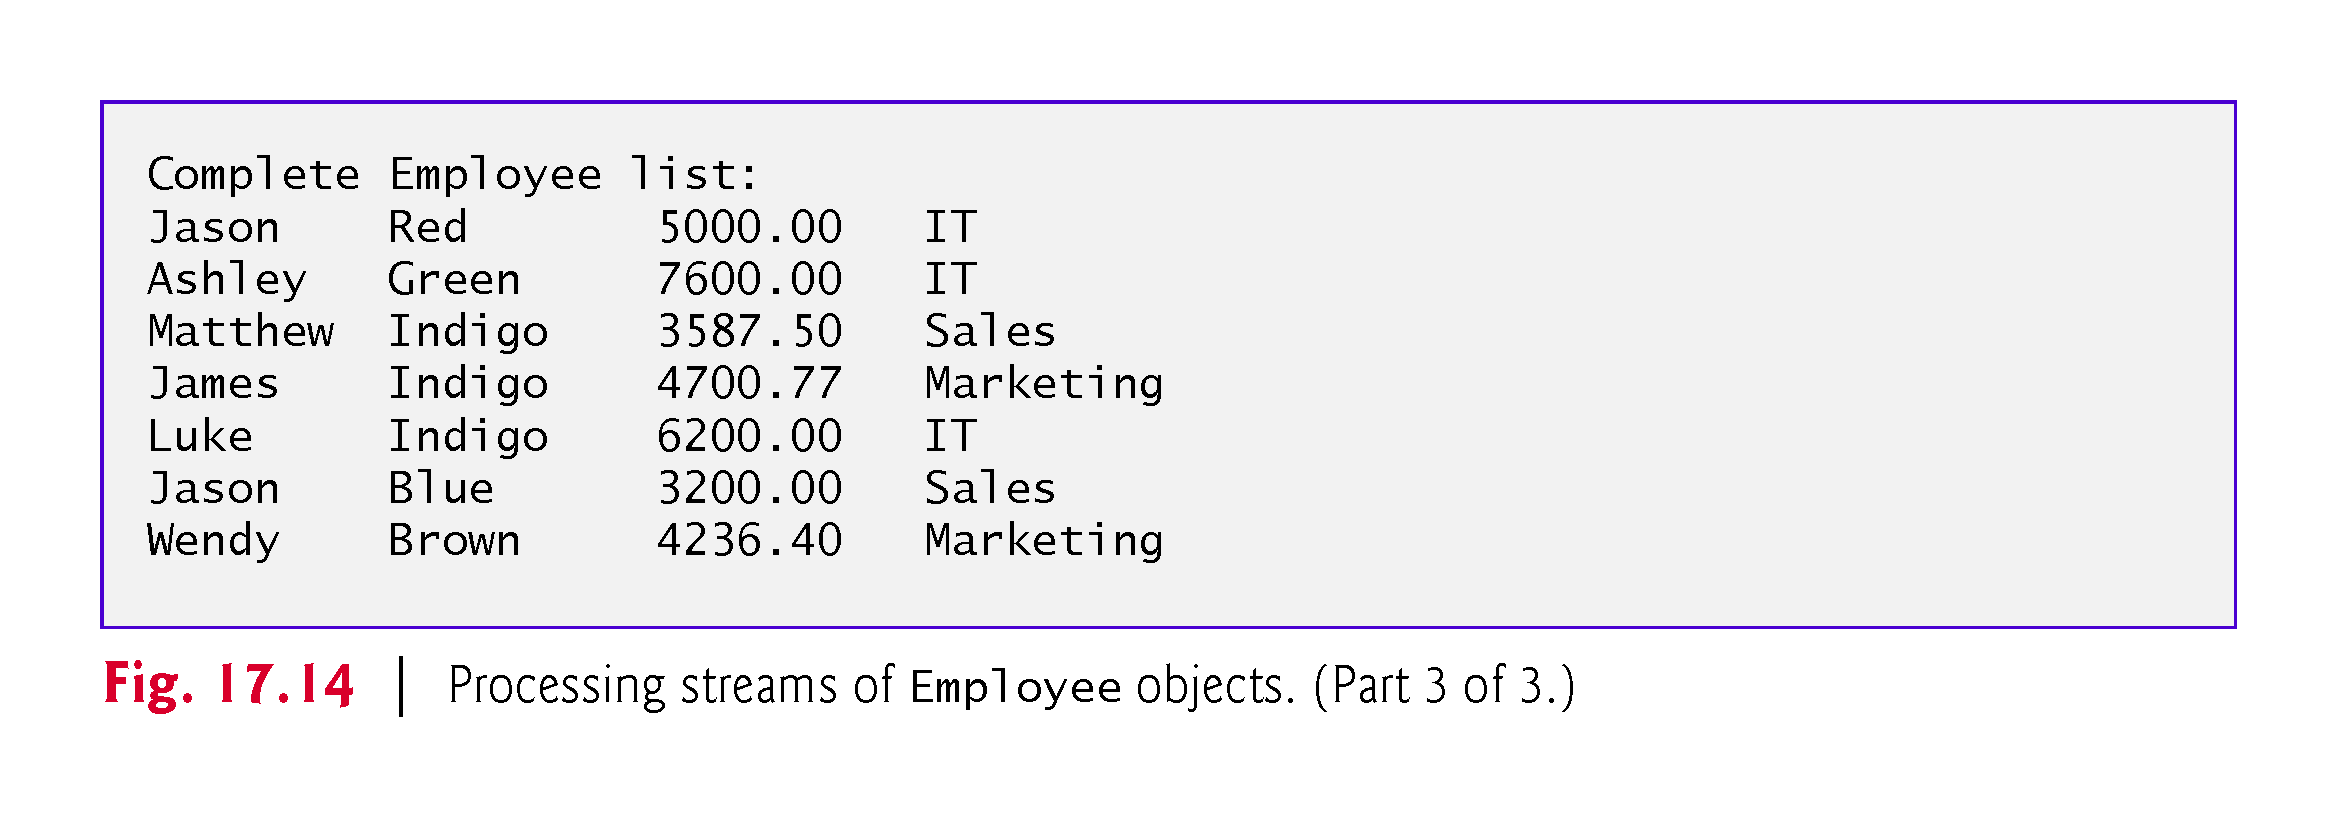 Complete Employee list:
Jason    Red       5000.00   IT
Ashley   Green     7600.00   IT
Matthew  Indigo    3587.50   Sales
James    Indigo    4700.77   Marketing
Luke     Indigo    6200.00   IT
Jason    Blue      3200.00   Sales
Wendy    Brown     4236.40   Marketing
Fig. 17.14 | Processing streams of Employee objects. (Part 3 of 3.)